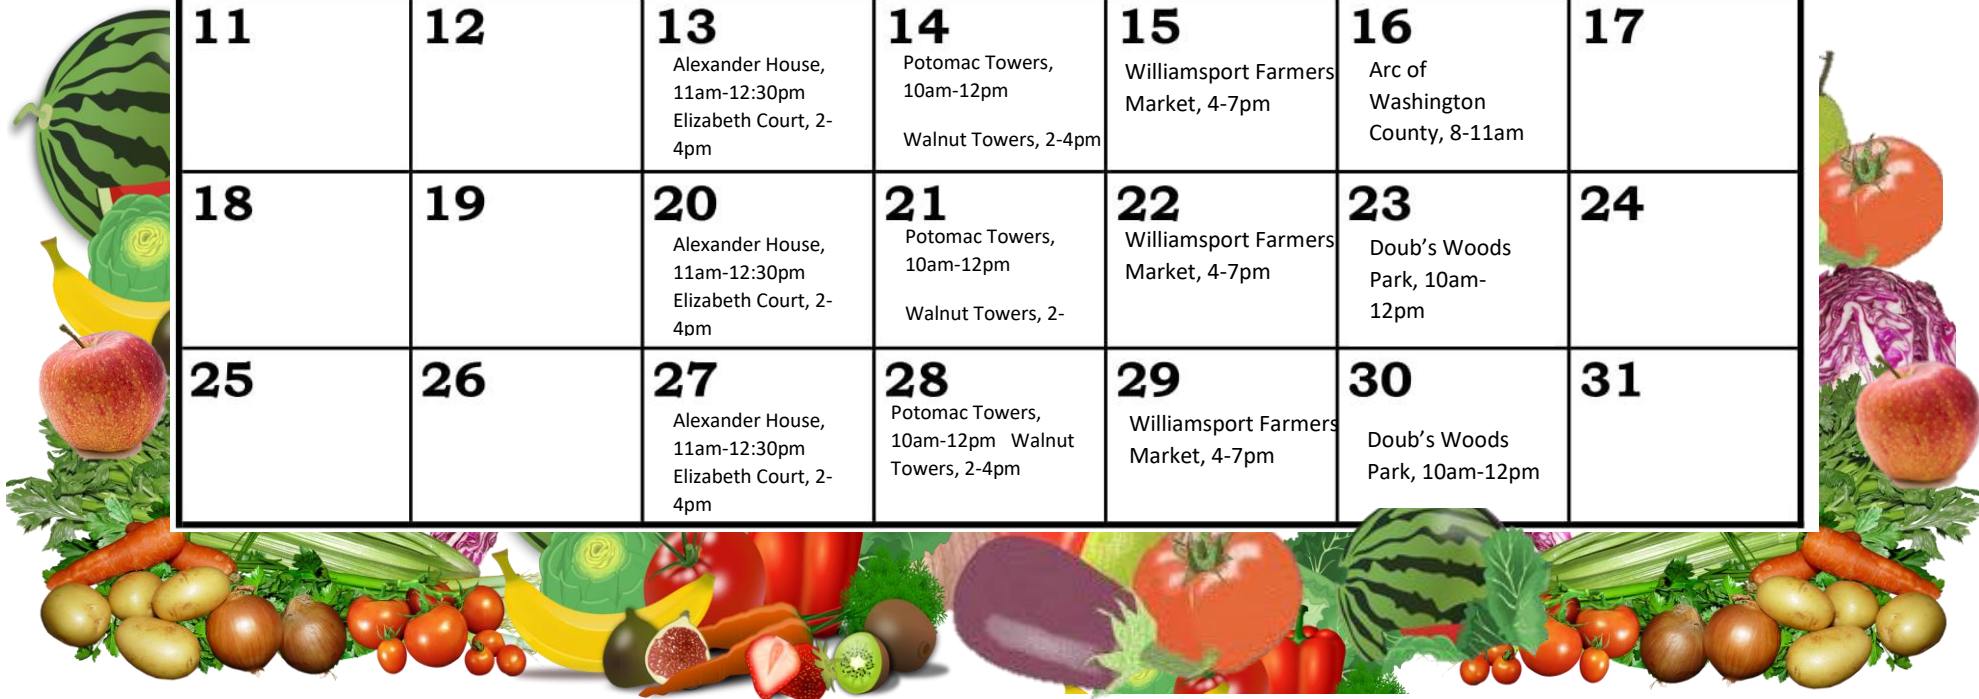 11
12
13
Alexander House,
11am-12:30pm
Elizabeth Court, 2-
4pm
14
Potomac Towers,
10am-12pm
Walnut Towers, 2-4pm
15
Williamsport Farmers
Market, 4-7pm
16
Arc of
Washington
County, 8-11am
17
18
19
20
Alexander House,
11am-12:30pm
Elizabeth Court, 2-
4pm
21
Potomac Towers,
10am-12pm
Walnut Towers, 2-
22
Williamsport Farmers
Market, 4-7pm
23
Doub’s Woods
Park, 10am-
12pm
24
25
26
27
Alexander House,
11am-12:30pm
Elizabeth Court, 2-
4pm
28
Potomac Towers,
10am-12pm Walnut
Towers, 2-4pm
29
Williamsport Farmers
Market, 4-7pm
30
Doub’s Woods
Park, 10am-12pm
31